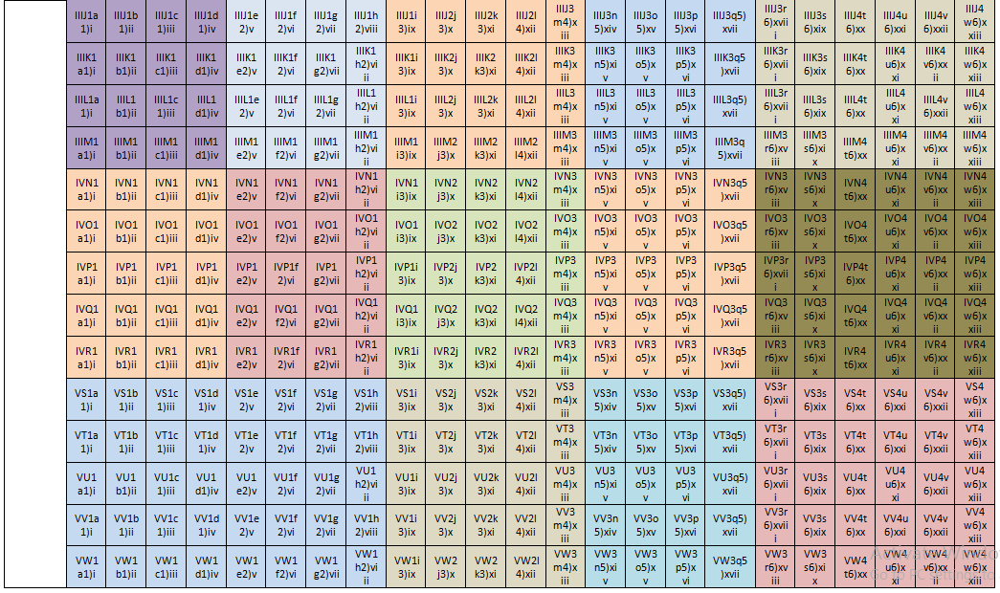 IIIJ1a1)i IIIJ1b1)ii IIIJ1c1)iii IIIJ1d1)iv IIIJ1e2)v IIIJ1f2)vi IIIJ1g2)vii IIIJ1h2)viii IIIJ1i3)ix IIIJ2j3)x IIIJ2k3)xi IIIJ2l4)xii IIIJ3m4)xiii IIIJ3n5)xiv IIIJ3o5)xv IIIJ3p5)xvi IIIJ3q5)xvii IIIJ3r6)xviii IIIJ3s6)xix IIIJ4t6)xx IIIJ4u6)xxi IIIJ4v6)xxii IIIJ4w6)xxiii
IIIK1a1)i IIIK1b1)ii IIIK1c1)iii IIIK1d1)iv IIIK1e2)v IIIK1f2)vi IIIK1g2)vii IIIK1h2)viii IIIK1i3)ix IIIK2j3)x IIIK2k3)xi IIIK2l4)xii IIIK3m4)xiii IIIK3n5)xiv IIIK3o5)xv IIIK3p5)xvi IIIK3q5)xvii IIIK3r6)xviii IIIK3s6)xix IIIK4t6)xx IIIK4u6)xxi IIIK4v6)xxii IIIK4w6)xxiii
IIIL1a1)i IIIL1b1)ii IIIL1c1)iii IIIL1d1)iv IIIL1e2)v IIIL1f2)vi IIIL1g2)vii IIIL1h2)viii IIIL1i3)ix IIIL2j3)x IIIL2k3)xi IIIL2l4)xii IIIL3m4)xiii IIIL3n5)xiv IIIL3o5)xv IIIL3p5)xvi IIIL3q5)xvii IIIL3r6)xviii IIIL3s6)xix IIIL4t6)xx IIIL4u6)xxi IIIL4v6)xxii IIIL4w6)xxiii
IIIM1a1)i IIIM1b1)ii IIIM1c1)iii IIIM1d1)iv IIIM1e2)v IIIM1f2)vi IIIM1g2)vii IIIM1h2)viii IIIM1i3)ix IIIM2j3)x IIIM2k3)xi IIIM2l4)xii IIIM3m4)xiii IIIM3n5)xiv IIIM3o5)xv IIIM3p5)xvi IIIM3q5)xvii IIIM3r6)xviii IIIM3s6)xix IIIM4t6)xx IIIM4u6)xxi IIIM4v6)xxii IIIM4w6)xxiii
IVN1a1)i IVN1b1)ii IVN1c1)iii IVN1d1)iv IVN1e2)v IVN1f2)vi IVN1g2)vii IVN1h2)viii IVN1i3)ix IVN2j3)x IVN2k3)xi IVN2l4)xii IVN3m4)xiii IVN3n5)xiv IVN3o5)xv IVN3p5)xvi IVN3q5)xvii IVN3r6)xviii IVN3s6)xix IVN4t6)xx IVN4u6)xxi IVN4v6)xxii IVN4w6)xxiii
IVO1a1)i IVO1b1)ii IVO1c1)iii IVO1d1)iv IVO1e2)v IVO1f2)vi IVO1g2)vii IVO1h2)viii IVO1i3)ix IVO2j3)x IVO2k3)xi IVO2l4)xii IVO3m4)xiii IVO3n5)xiv IVO3o5)xv IVO3p5)xvi IVO3q5)xvii IVO3r6)xviii IVO3s6)xix IVO4t6)xx IVO4u6)xxi IVO4v6)xxii IVO4w6)xxiii
IVP1a1)i IVP1b1)ii IVP1c1)iii IVP1d1)iv IVP1e2)v IVP1f2)vi IVP1g2)vii IVP1h2)viii IVP1i3)ix IVP2j3)x IVP2k3)xi IVP2l4)xii IVP3m4)xiii IVP3n5)xiv IVP3o5)xv IVP3p5)xvi IVP3q5)xvii IVP3r6)xviii IVP3s6)xix IVP4t6)xx IVP4u6)xxi IVP4v6)xxii IVP4w6)xxiii
IVQ1a1)i IVQ1b1)ii IVQ1c1)iii IVQ1d1)iv IVQ1e2)v IVQ1f2)vi IVQ1g2)vii IVQ1h2)viii IVQ1i3)ix IVQ2j3)x IVQ2k3)xi IVQ2l4)xii IVQ3m4)xiii IVQ3n5)xiv IVQ3o5)xv IVQ3p5)xvi IVQ3q5)xvii IVQ3r6)xviii IVQ3s6)xix IVQ4t6)xx IVQ4u6)xxi IVQ4v6)xxii IVQ4w6)xxiii
IVR1a1)i IVR1b1)ii IVR1c1)iii IVR1d1)iv IVR1e2)v IVR1f2)vi IVR1g2)vii IVR1h2)viii IVR1i3)ix IVR2j3)x IVR2k3)xi IVR2l4)xii IVR3m4)xiii IVR3n5)xiv IVR3o5)xv IVR3p5)xvi IVR3q5)xvii IVR3r6)xviii IVR3s6)xix IVR4t6)xx IVR4u6)xxi IVR4v6)xxii IVR4w6)xxiii
VS1a1)i VS1b1)ii VS1c1)iii VS1d1)iv VS1e2)v VS1f2)vi VS1g2)vii VS1h2)viii VS1i3)ix VS2j3)x VS2k3)xi VS2l4)xii VS3m4)xiii VS3n5)xiv VS3o5)xv VS3p5)xvi VS3q5)xvii VS3r6)xviii VS3s6)xix VS4t6)xx VS4u6)xxi VS4v6)xxii VS4w6)xxiii
VT1a1)i VT1b1)ii VT1c1)iii VT1d1)iv VT1e2)v VT1f2)vi VT1g2)vii VT1h2)viii VT1i3)ix VT2j3)x VT2k3)xi VT2l4)xii VT3m4)xiii VT3n5)xiv VT3o5)xv VT3p5)xvi VT3q5)xvii VT3r6)xviii VT3s6)xix VT4t6)xx VT4u6)xxi VT4v6)xxii VT4w6)xxiii
VU1a1)i VU1b1)ii VU1c1)iii VU1d1)iv VU1e2)v VU1f2)vi VU1g2)vii VU1h2)viii VU1i3)ix VU2j3)x VU2k3)xi VU2l4)xii VU3m4)xiii VU3n5)xiv VU3o5)xv VU3p5)xvi VU3q5)xvii VU3r6)xviii VU3s6)xix VU4t6)xx VU4u6)xxi VU4v6)xxii VU4w6)xxiii
VV1a1)i VV1b1)ii VV1c1)iii VV1d1)iv VV1e2)v VV1f2)vi VV1g2)vii VV1h2)viii VV1i3)ix VV2j3)x VV2k3)xi VV2l4)xii VV3m4)xiii VV3n5)xiv VV3o5)xv VV3p5)xvi VV3q5)xvii VV3r6)xviii VV3s6)xix VV4t6)xx VV4u6)xxi VV4v6)xxii VV4w6)xxiii
VW1a1)i VW1b1)ii VW1c1)iii VW1d1)iv VW1e2)v VW1f2)vi VW1g2)vii VW1h2)viii VW1i3)ix VW2j3)x VW2k3)xi VW2l4)xii VW3m4)xiii VW3n5)xiv VW3o5)xv VW3p5)xvi VW3q5)xvii VW3r6)xviii VW3s6)xix VW4t6)xx VW4u6)xxi VW4v6)xxii VW4w6)xxiii
Activate Windo
Go to PC settings